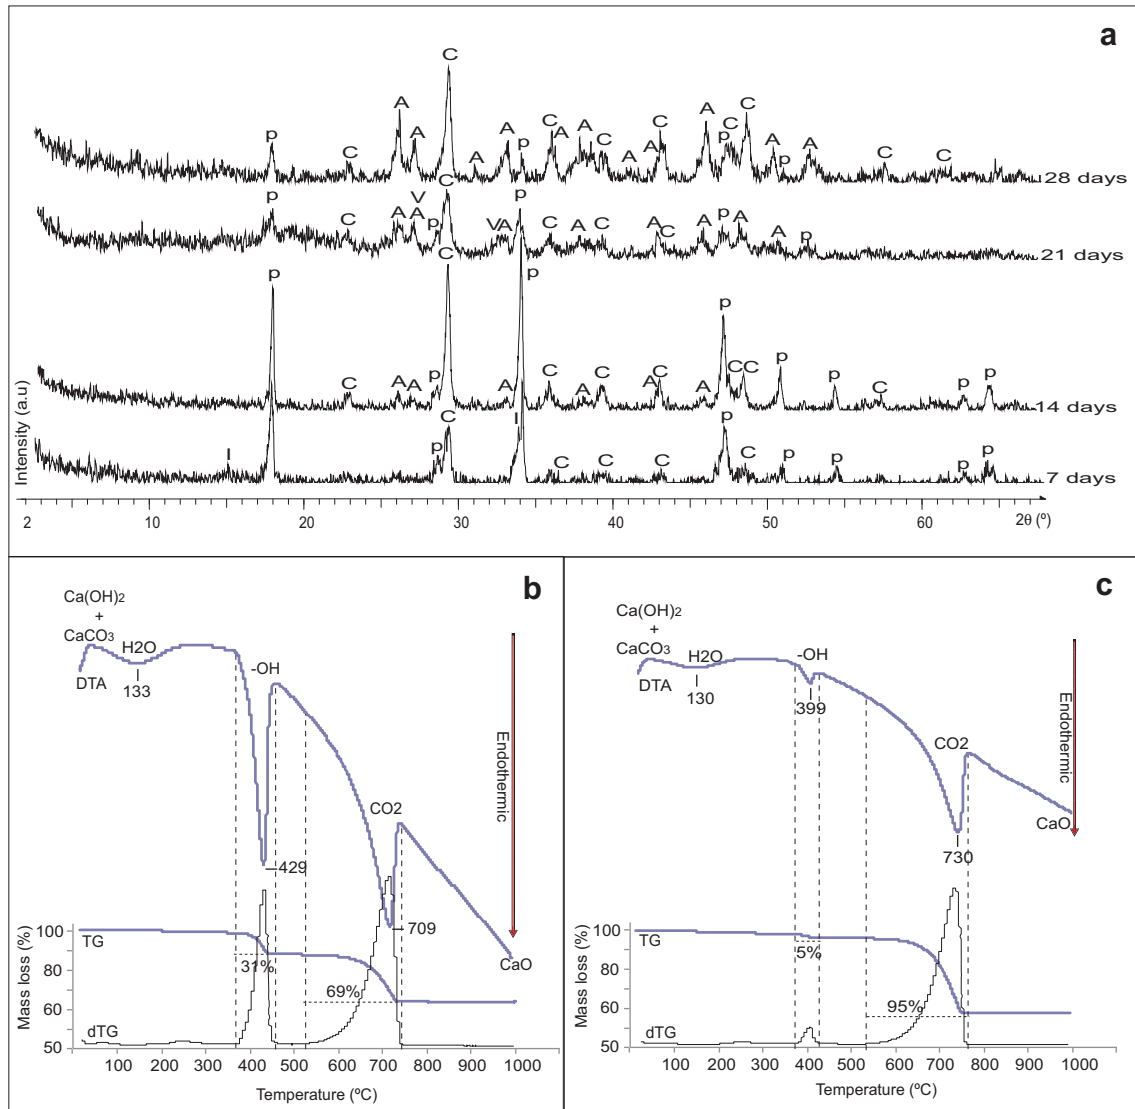 a
C
A A A A P A C A P C A A C A P C A P A C C
28 days
P C A V A P C V A P C A C A C A P A A P
21 days
P C A A P C A P C A C A C A P C C P P C P P
14 days
I P C I P C C C P C P P P P
7 days
Intensity (a.u)
2 10 20 30 40 50 60 2θ (º)
b
Ca(OH)2
+
CaCO3
H2O
-OH
DTA
133
Endothermic
CO2
429
709
CaO
100
TG
31%
80
69%
60
dTG
50
Mass loss (%)
100 200 300 400 500 600 700 800 900 1000
Temperature (ºC)
c
Ca(OH)2
+
CaCO3
H2O
-OH
DTA
130
399
Endothermic
CO2
CaO
730
100
TG
5%
80
95%
60
dTG
50
Mass loss (%)
100 200 300 400 500 600 700 800 900 1000
Temperature (ºC)